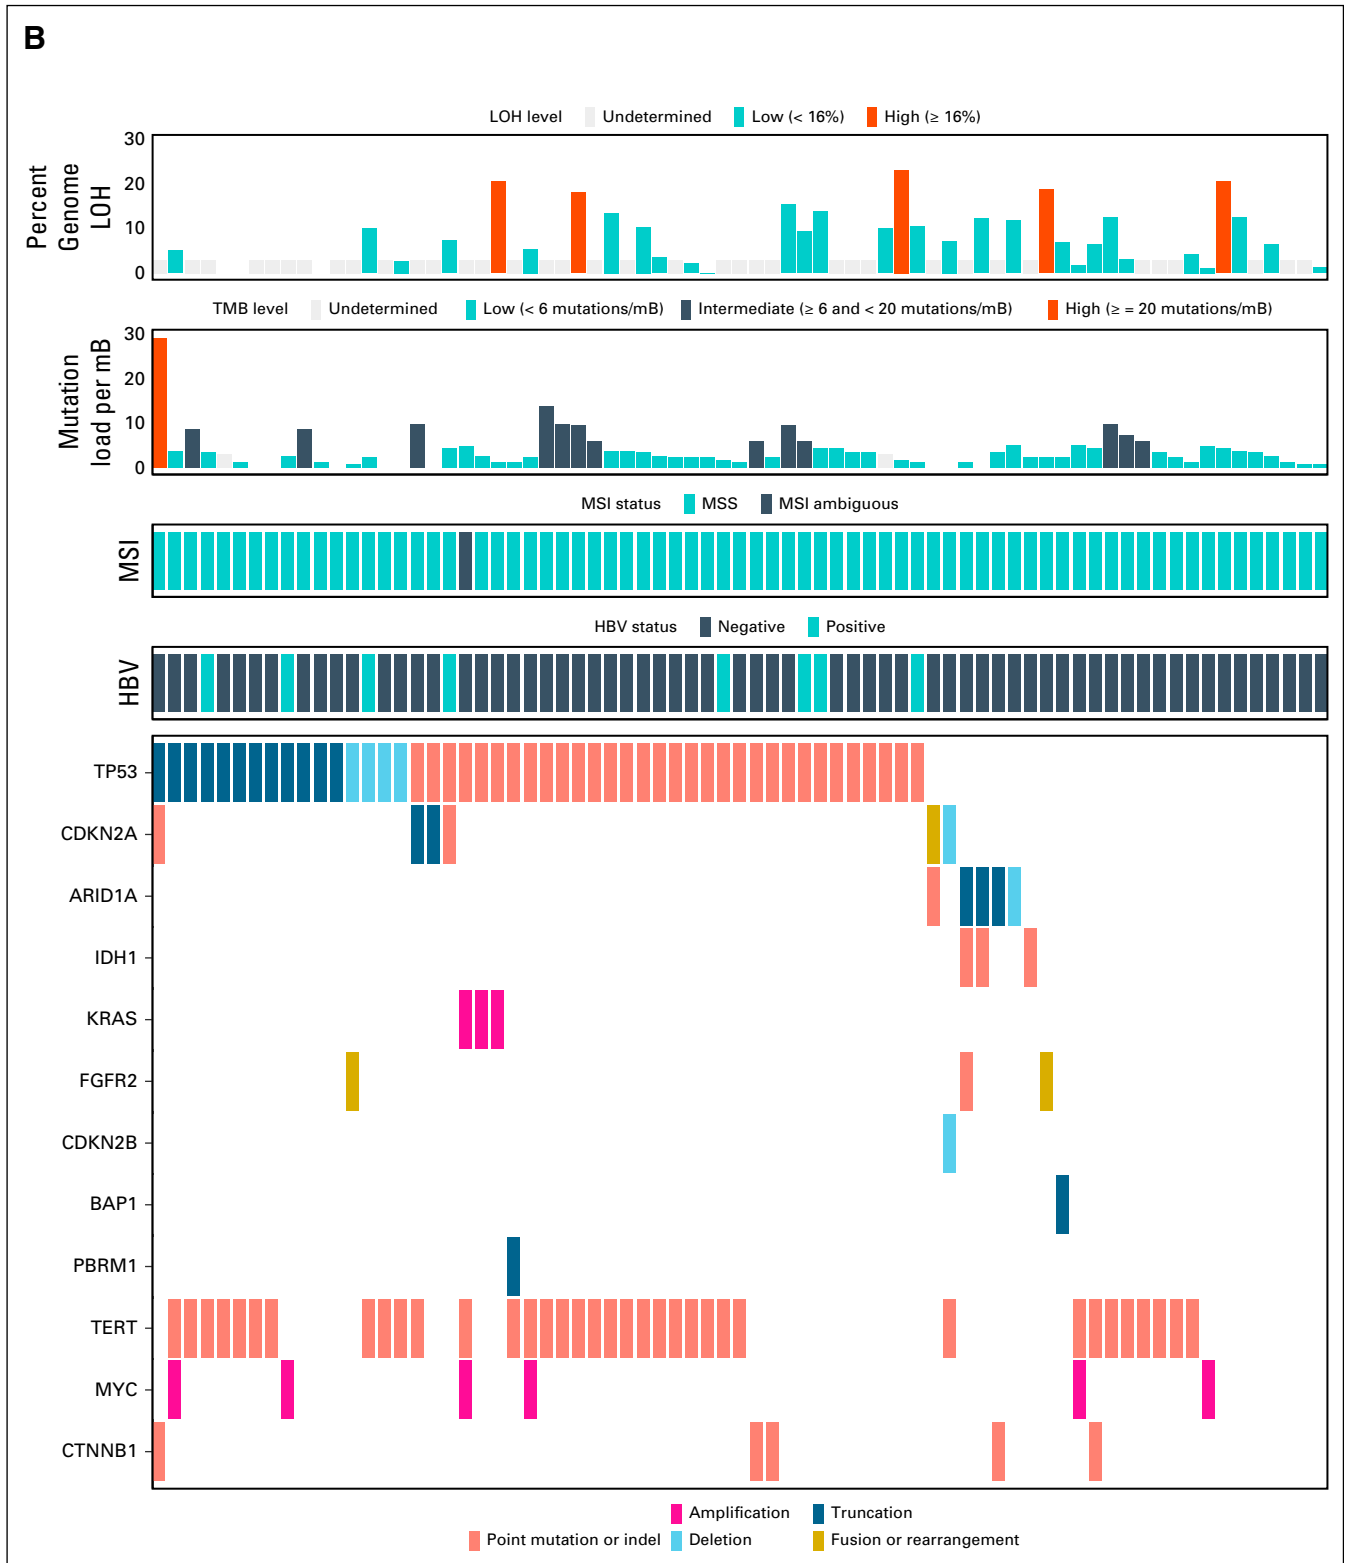 B
LOH level Undetermined Low (< 16%) High (≥ 16%)
Percent
Genome
LOH
30
20
10
0
TMB level Undetermined Low (< 6 mutations/mB) Intermediate (≥ 6 and < 20 mutations/mB) High (≥ = 20 mutations/mB)
Mutation
load per mB
30
20
10
0
MSI status MSS MSI ambiguous
MSI
HBV status Negative Positive
HBV
TP53
CDKN2A
ARID1A
IDH1
KRAS
FGFR2
CDKN2B
BAP1
PBRM1
TERT
MYC
CTNNB1
Amplification Truncation
Point mutation or indel Deletion Fusion or rearrangement